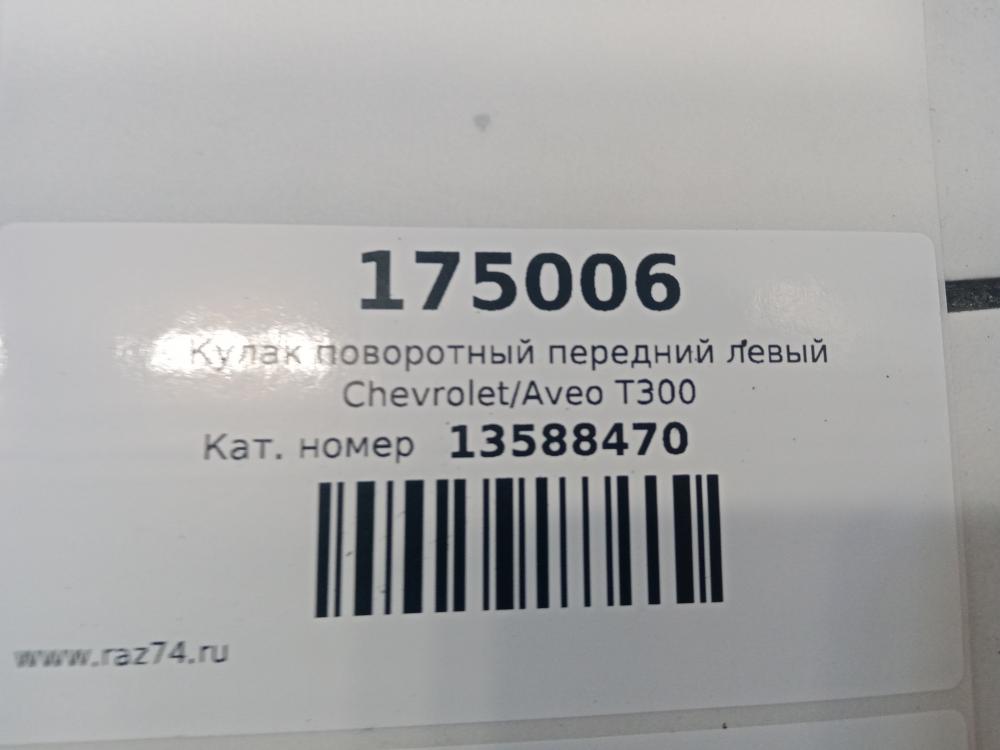 175006
Кулак поворотный передний левый
Chevrolet/Aveo T300
Кат. номер 13588470
www.raz74.ru